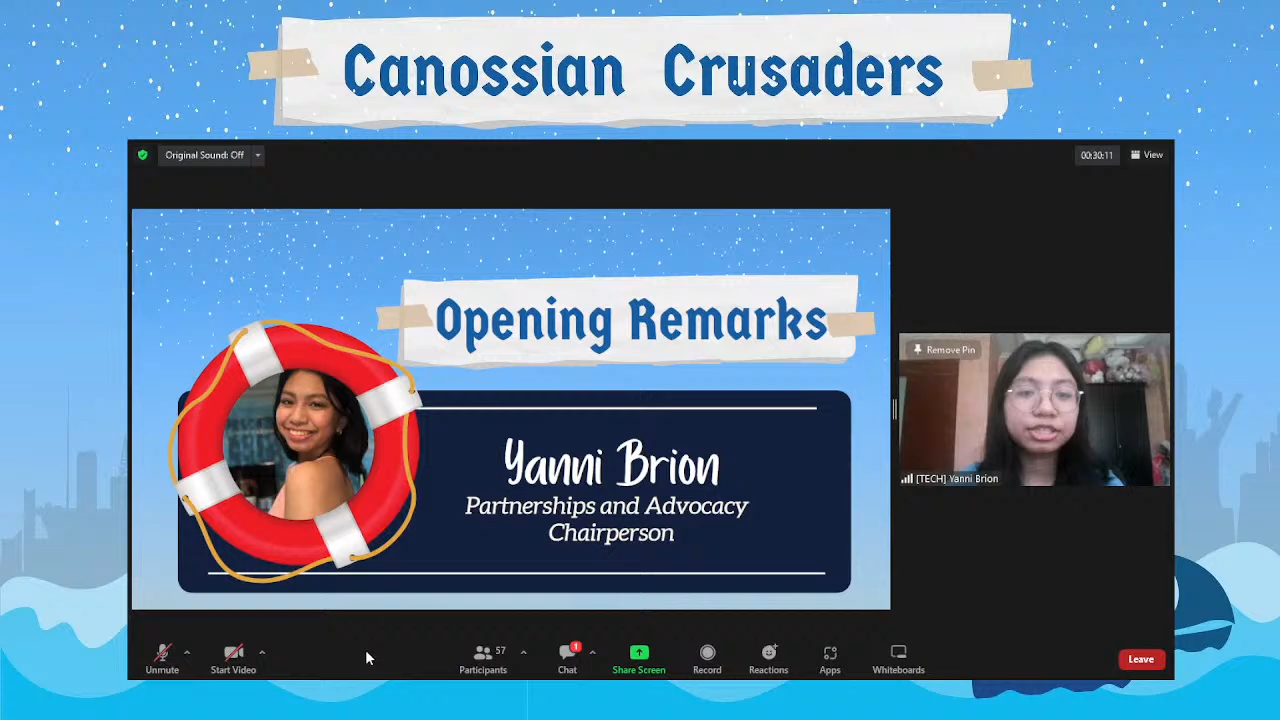 Canossian Crusaders
Original Sound: Off
00:30:11
View
Opening Remarks
Yanni Brion
Partnerships and Advocacy
Chairperson
Remove Pin
[TECH] Yanni Brion
Unmute
Start Video
57
Participants
1
Chat
Share Screen
Record
Reactions
Apps
Whiteboards
Leave